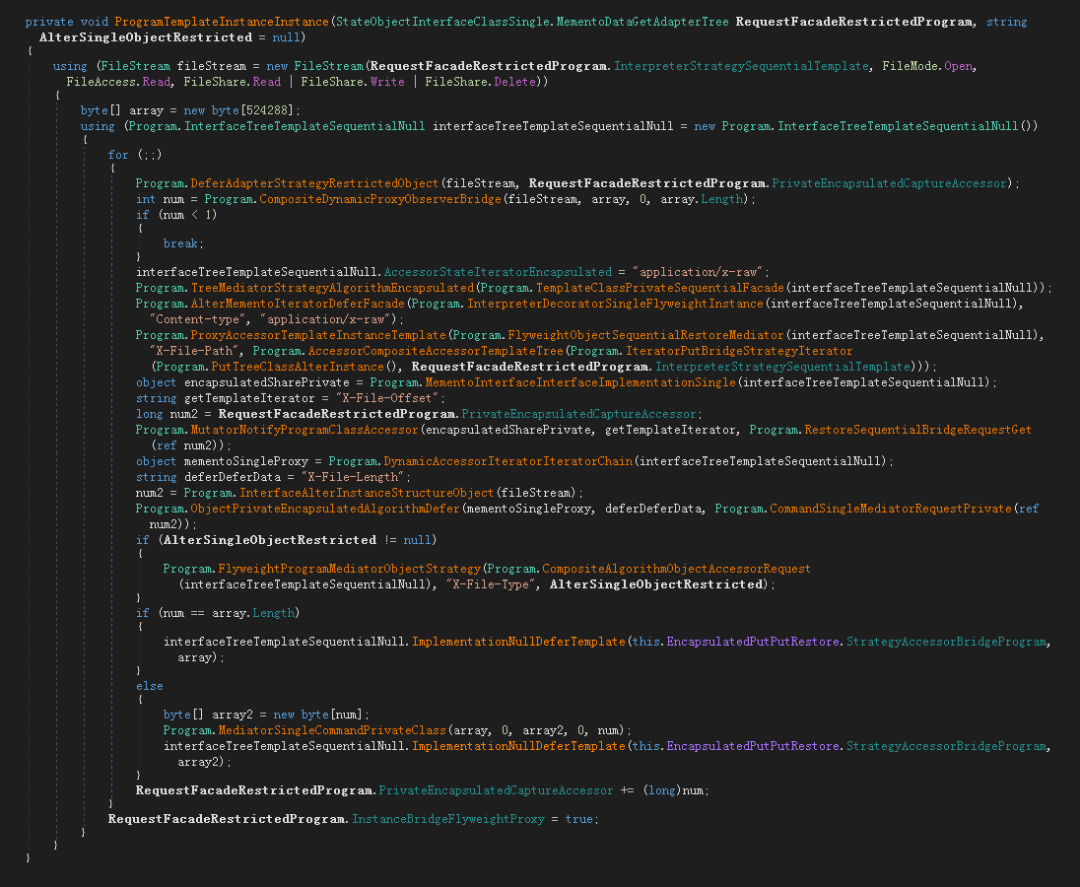 private void ProgramTemplateInstanceInstance(StateObjectInterfaceClassSingle.MementoDataGetAdapterTree RequestFacadeRestrictedProgram, string
AlterSingleObjectRestricted = null)
{
using (FileStream fileStream = new FileStream(RequestFacadeRestrictedProgram.InterpreterStrategySequentialTemplate, FileMode.Open,
FileAccess.Read, FileShare.Read | FileShare.Write | FileShare.Delete))
{
byte[] array = new byte[524288];
using (Program.InterfaceTreeTemplateSequentialNull interfaceTreeTemplateSequentialNull = new Program.InterfaceTreeTemplateSequentialNull())
{
for (;;)
{
Program.DeferAdapterStrategyRestrictedObject(fileStream, RequestFacadeRestrictedProgram.PrivateEncapsulatedCaptureAccessor);
int num = Program.CompositeDynamicProxyObserverBridge(fileStream, array, 0, array.Length);
if (num < 1)
{
break;
}
interfaceTreeTemplateSequentialNull.AccessorStateIteratorEncapsulated = "application/x-raw";
Program.TreeMediatorStrategyAlgorithmEncapsulated(Program.TemplateClassPrivateSequentialFacade(interfaceTreeTemplateSequentialNull));
Program.AlterMementoIteratorDeferFacade(Program.InterpreterDecoratorSingleFlyweightInstance(interfaceTreeTemplateSequentialNull),
"Content-type", "application/x-raw");
Program.ProxyAccessorTemplateInstanceTemplate(Program.FlyweightObjectSequentialRestoreMediator(interfaceTreeTemplateSequentialNull),
"X-File-Path", Program.AccessorCompositeAccessorTemplateTree(Program.IteratorPutBridgeStrategyIterator
(Program.PutTreeClassAlterInstance(), RequestFacadeRestrictedProgram.InterpreterStrategySequentialTemplate)));
object encapsulatedSharePrivate = Program.MementoInterfaceInterfaceImplementationSingle(interfaceTreeTemplateSequentialNull);
string getTemplateIterator = "X-File-Offset";
long num2 = RequestFacadeRestrictedProgram.PrivateEncapsulatedCaptureAccessor;
Program.MutatorNotifyProgramClassAccessor(encapsulatedSharePrivate, getTemplateIterator, Program.RestoreSequentialBridgeRequestGet
(ref num2));
object mementoSingleProxy = Program.DynamicAccessorIteratorIteratorChain(interfaceTreeTemplateSequentialNull);
string deferDeferData = "X-File-Length";
num2 = Program.InterfaceAlterInstanceStructureObject(fileStream);
Program.ObjectPrivateEncapsulatedAlgorithmDefer(mementoSingleProxy, deferDeferData, Program.CommandSingleMediatorRequestPrivate(ref
num2));
if (AlterSingleObjectRestricted != null)
{
Program.FlyweightProgramMediatorObjectStrategy(Program.CompositeAlgorithmObjectAccessorRequest
(interfaceTreeTemplateSequentialNull), "X-File-Type", AlterSingleObjectRestricted);
}
if (num == array.Length)
{
interfaceTreeTemplateSequentialNull.ImplementationNullDeferTemplate(this.EncapsulatedPutPutRestore.StrategyAccessorBridgeProgram,
array);
}
else
{
byte[] array2 = new byte[num];
Program.MediatorSingleCommandPrivateClass(array, 0, array2, 0, num);
interfaceTreeTemplateSequentialNull.ImplementationNullDeferTemplate(this.EncapsulatedPutPutRestore.StrategyAccessorBridgeProgram,
array2);
}
RequestFacadeRestrictedProgram.PrivateEncapsulatedCaptureAccessor += (long)num;
}
RequestFacadeRestrictedProgram.InstanceBridgeFlyweightProxy = true;
}
}
}